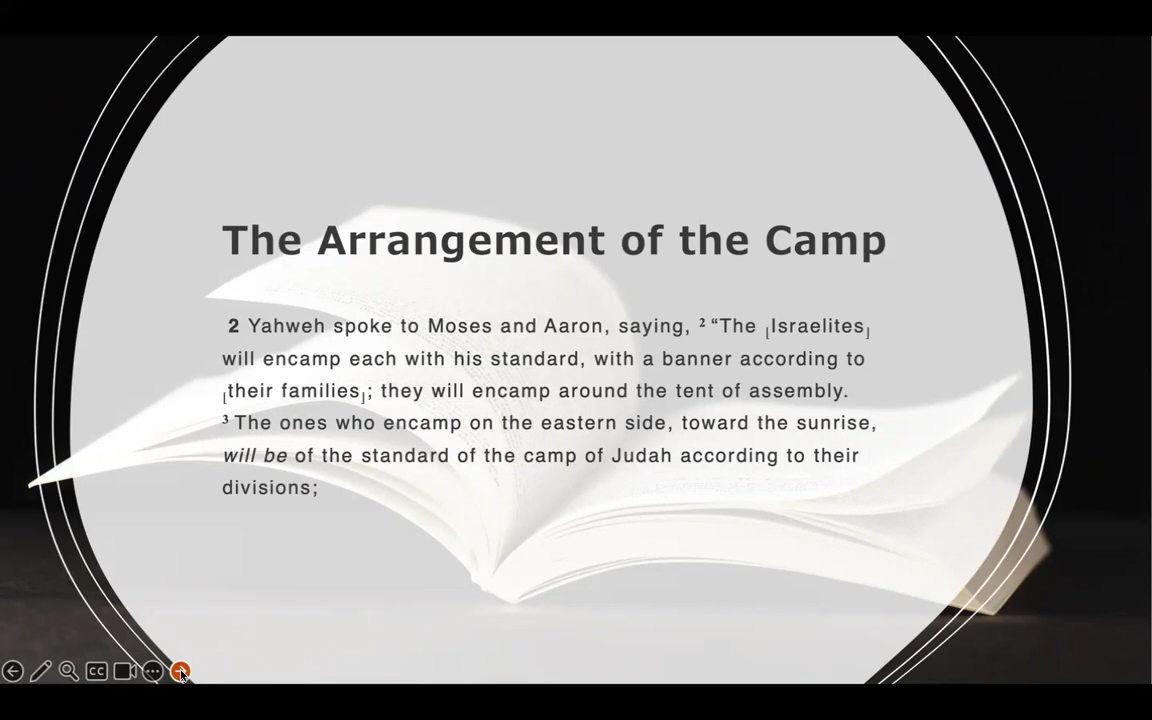 The Arrangement of the Camp
2 Yahweh spoke to Moses and Aaron, saying, ² “The ⌊Israelites⌋
will encamp each with his standard, with a banner according to
⌊their families⌋; they will encamp around the tent of assembly.
³ The ones who encamp on the eastern side, toward the sunrise,
will be of the standard of the camp of Judah according to their
divisions;
CC